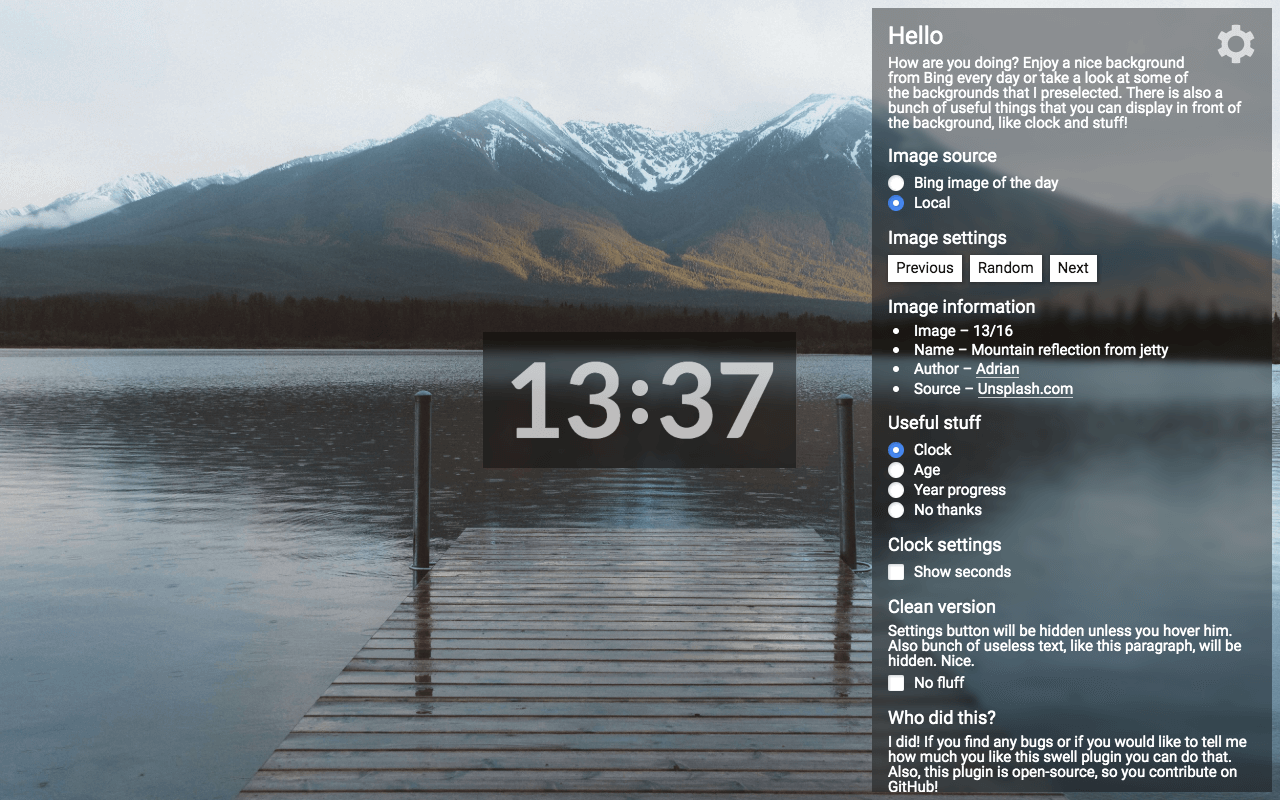 13:37
Hello
How are you doing? Enjoy a nice background
from Bing every day or take a look at some of
the backgrounds that I preselected. There is also a
bunch of useful things that you can display in front of
the background, like clock and stuff!
Image source
Bing image of the day
Local
Image settings
Previous Random Next
Image information
Image – 13/16
Name – Mountain reflection from jetty
Author – Adrian
Source – Unsplash.com
Useful stuff
Clock
Age
Year progress
No thanks
Clock settings
Show seconds
Clean version
Settings button will be hidden unless you hover him.
Also bunch of useless text, like this paragraph, will be
hidden. Nice.
No fluff
Who did this?
I did! If you find any bugs or if you would like to tell me
how much you like this swell plugin you can do that.
Also, this plugin is open-source, so you contribute on
GitHub!